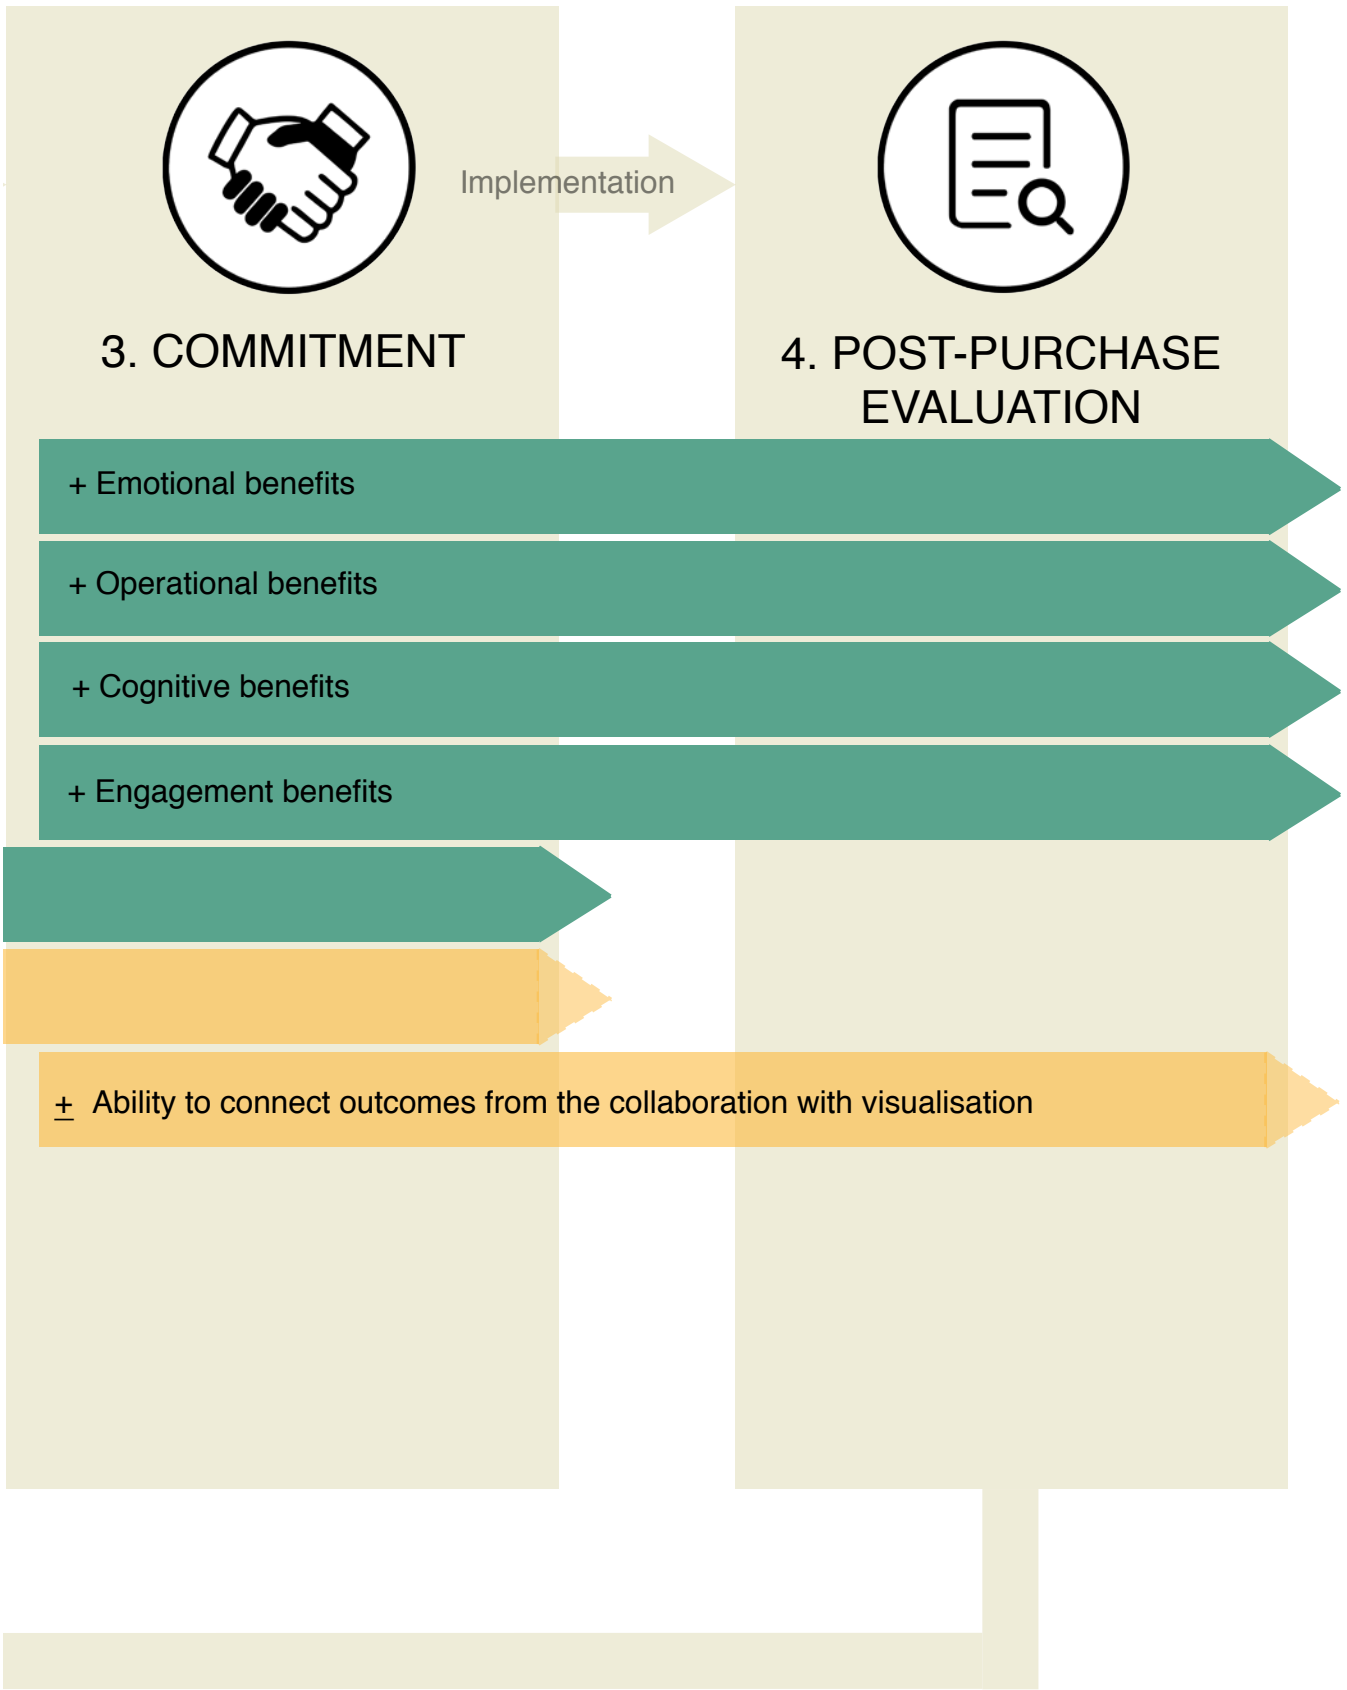 Implementation
3. COMMITMENT
4. POST-PURCHASE
EVALUATION
+ Emotional benefits
+ Operational benefits
+ Cognitive benefits
+ Engagement benefits
± Ability to connect outcomes from the collaboration with visualisation